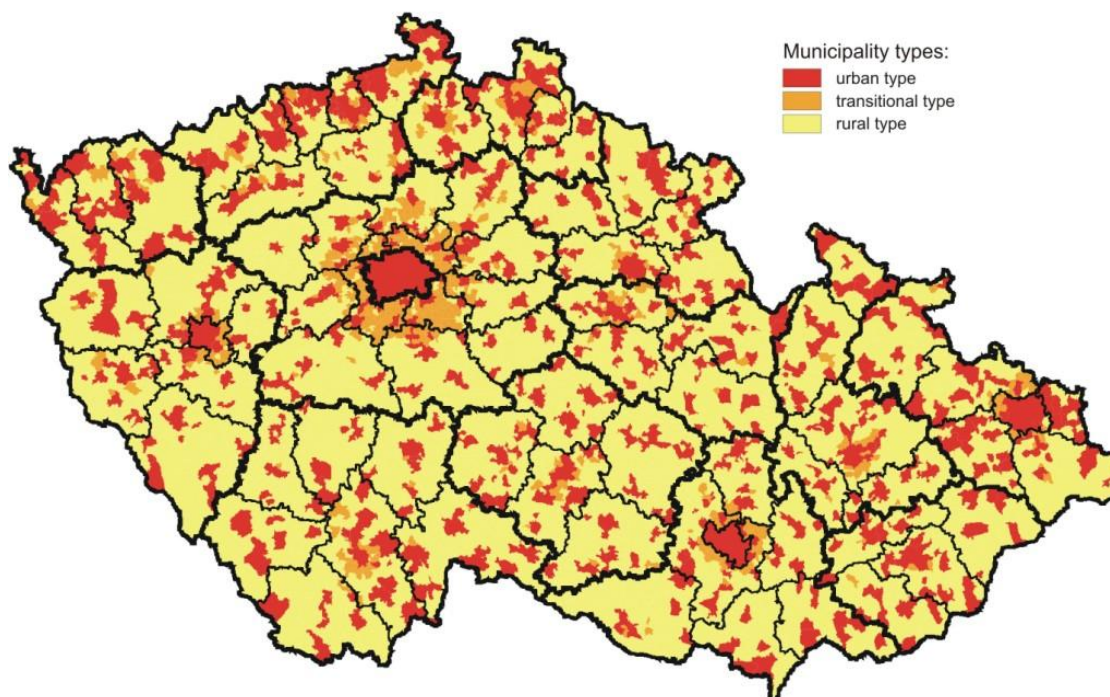 Municipality types:
urban type
transitional type
rural type